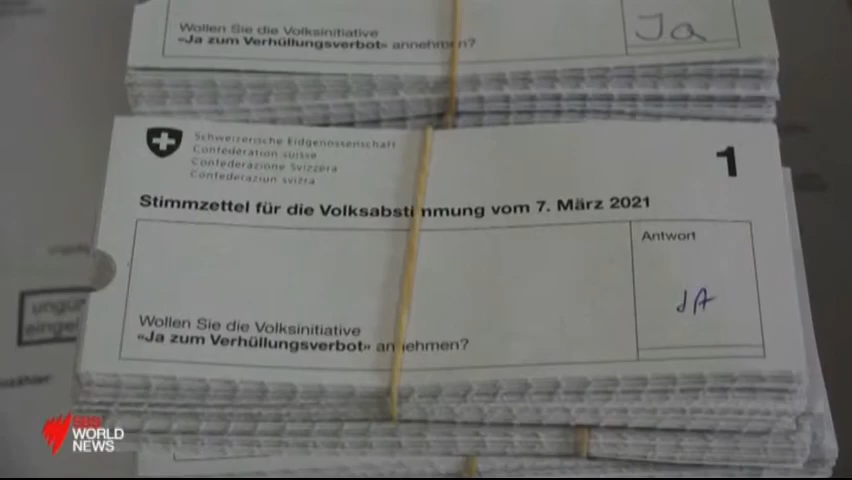 Wollen Sie die Volksinitiative
«Ja zum Verhüllungsverbot» annehmen?
Ja
Schweizerische Eidgenossenschaft
Confédération suisse
Confederazione Svizzera
Confederaziun svizra
1
Stimmzettel für die Volksabstimmung vom 7. März 2021
Antwort
JA
Wollen Sie die Volksinitiative
«Ja zum Verhüllungsverbot» annehmen?
SBS
WORLD
NEWS